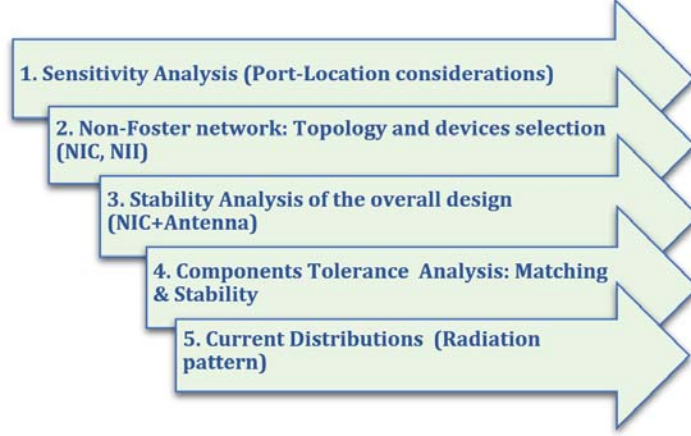 1. Sensitivity Analysis (Port-Location considerations)
2. Non-Foster network: Topology and devices selection
(NIC, NII)
3. Stability Analysis of the overall design
(NIC+Antenna)
4. Components Tolerance Analysis: Matching
& Stability
5. Current Distributions (Radiation
pattern)